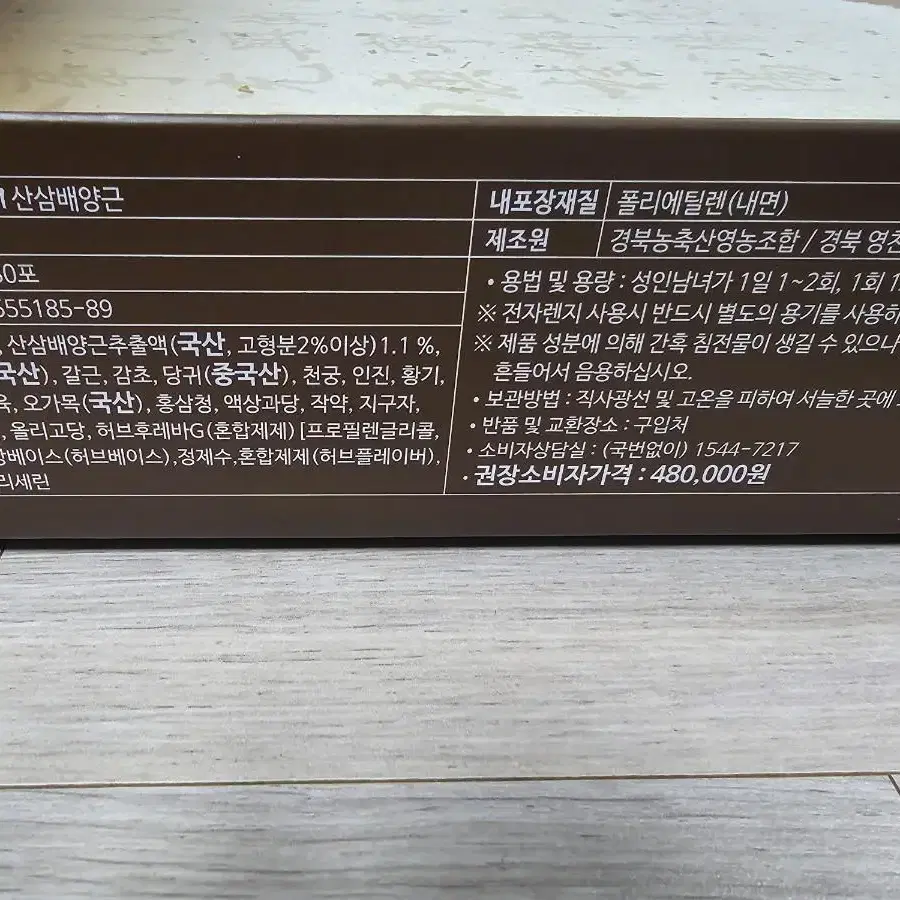 산삼배양근
0포
555185-89
, 산삼배양근추출액(국산, 고형분2%이상)1.1 %,
국산), 갈근, 감초, 당귀(중국산), 천궁, 인진, 황기,
오가목(국산), 홍삼청, 액상과당, 작약, 지구자,
올리고당, 허브후레바G(혼합제제) [프로필렌글리콜,
베이스(허브베이스),정제수,혼합제제(허브플레이버),
리세린
내포장재질 폴리에틸렌(내면)
제조원 경북농축산영농조합 / 경북 영천
• 용법 및 용량 : 성인남녀가 1일 1~2회, 1회 1
※ 전자렌지 사용시 반드시 별도의 용기를 사용하
※ 제품 성분에 의해 간혹 침전물이 생길 수 있으나
흔들어서 음용하십시오.
• 보관방법 : 직사광선 및 고온을 피하여 서늘한 곳에
• 반품 및 교환장소 : 구입처
• 소비자상담실 : (국번없이) 1544-7217
• 권장소비자가격 : 480,000원